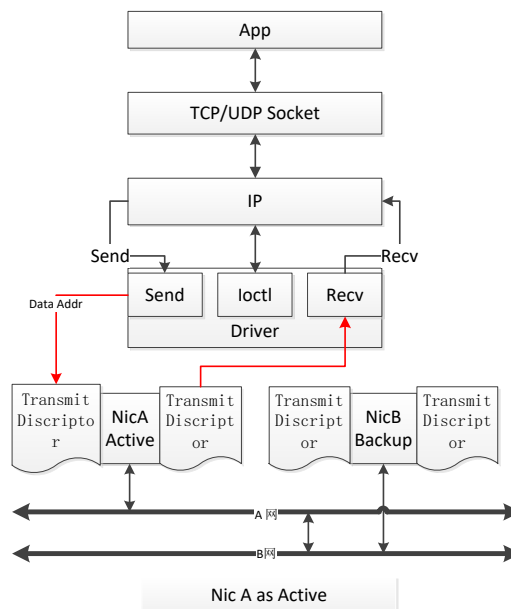 App
TCP/UDP Socket
IP
Send
Recv
Send
Ioctl
Recv
Data Addr
Driver
Transmit
Discripto
r
NicA
Active
Transmit
Discript
or
Transmit
Discript
or
NicB
Backup
Transmit
Discript
or
A 网
B网
Nic A as Active